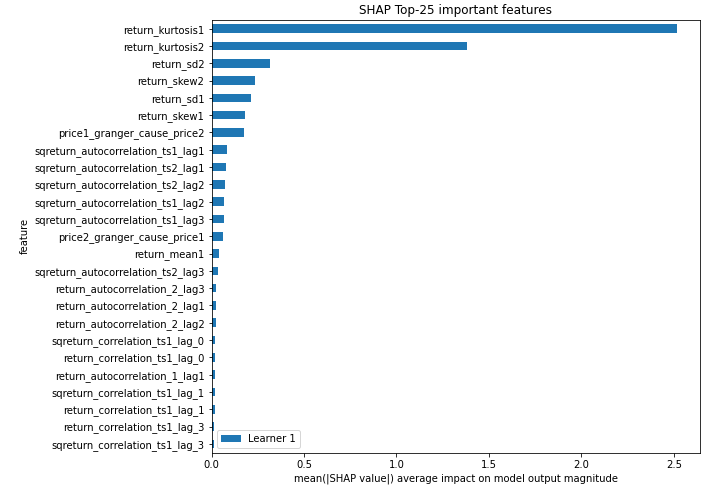 SHAP Top-25 important features
return_kurtosis1
return_kurtosis2
return_sd2
return_skew2
return_sd1
return_skew1
price1_granger_cause_price2
sqreturn_autocorrelation_ts1_lag1
sqreturn_autocorrelation_ts2_lag1
sqreturn_autocorrelation_ts2_lag2
sqreturn_autocorrelation_ts1_lag2
sqreturn_autocorrelation_ts1_lag3
price2_granger_cause_price1
return_mean1
sqreturn_autocorrelation_ts2_lag3
return_autocorrelation_2_lag3
return_autocorrelation_2_lag1
return_autocorrelation_2_lag2
sqreturn_correlation_ts1_lag_0
return_correlation_ts1_lag_0
return_autocorrelation_1_lag1
sqreturn_correlation_ts1_lag_1
return_correlation_ts1_lag_1
return_correlation_ts1_lag_3
sqreturn_correlation_ts1_lag_3
feature
Learner 1
0.0 0.5 1.0 1.5 2.0 2.5
mean(|SHAP value|) average impact on model output magnitude